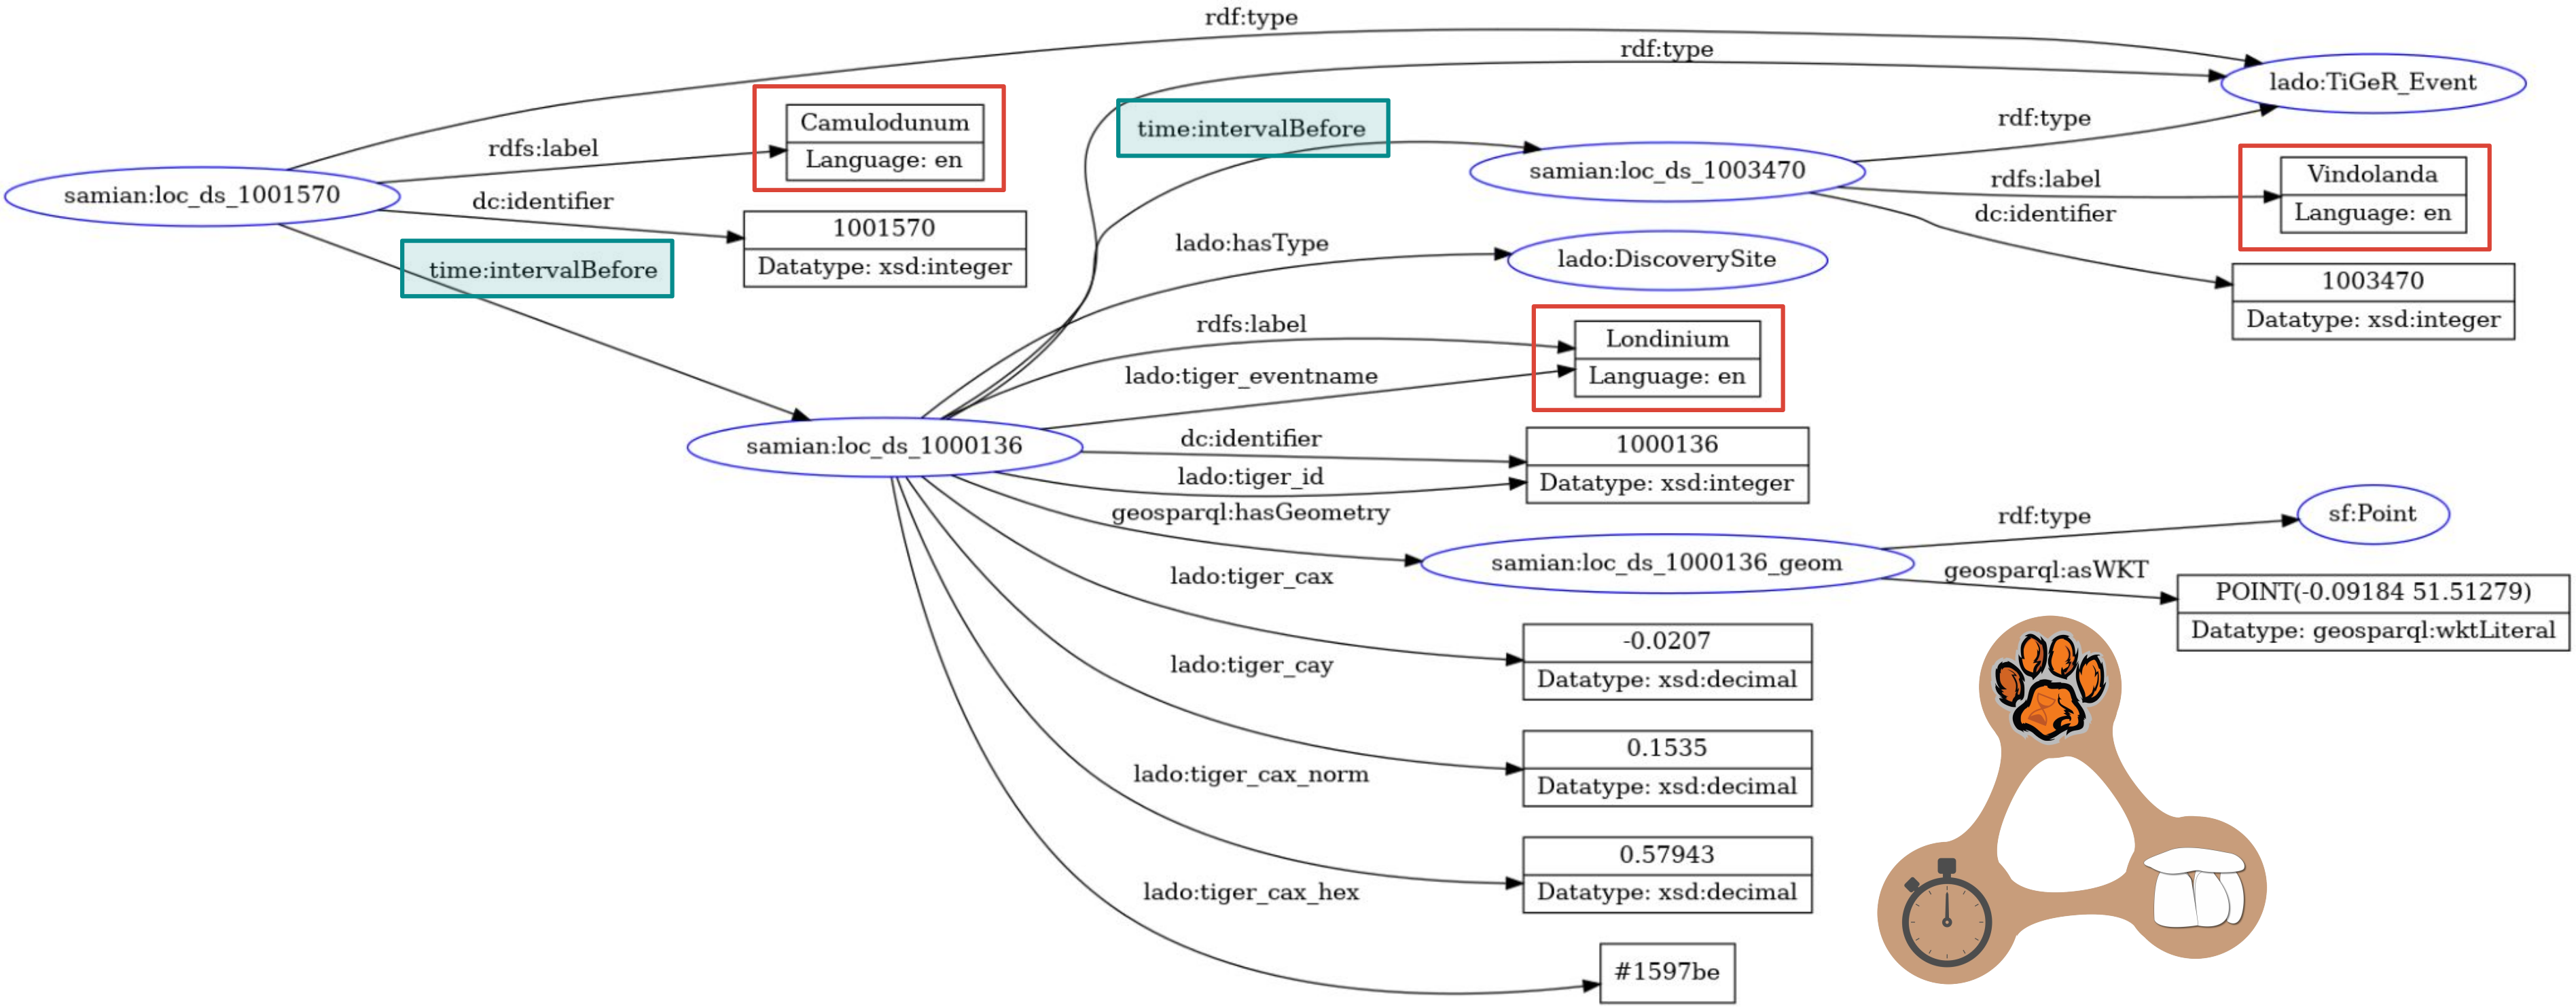 rdf:type
rdf:type
lado:TiGeR_Event
Camulodunum
Language: en
time:intervalBefore
rdf:type
rdfs:label
samian:loc_ds_1001570
samian:loc_ds_1003470
rdfs:label
Vindolanda
Language: en
dc:identifier
dc:identifier
1001570
Datatype: xsd:integer
lado:hasType
lado:DiscoverySite
time:intervalBefore
1003470
Datatype: xsd:integer
rdfs:label
Londinium
Language: en
lado:tiger_eventname
samian:loc_ds_1000136
dc:identifier
1000136
Datatype: xsd:integer
lado:tiger_id
geosparql:hasGeometry
rdf:type
sf:Point
samian:loc_ds_1000136_geom
geosparql:asWKT
POINT(-0.09184 51.51279)
Datatype: geosparql:wktLiteral
lado:tiger_cax
-0.0207
Datatype: xsd:decimal
lado:tiger_cay
0.1535
Datatype: xsd:decimal
lado:tiger_cax_norm
0.57943
Datatype: xsd:decimal
lado:tiger_cax_hex
#1597be